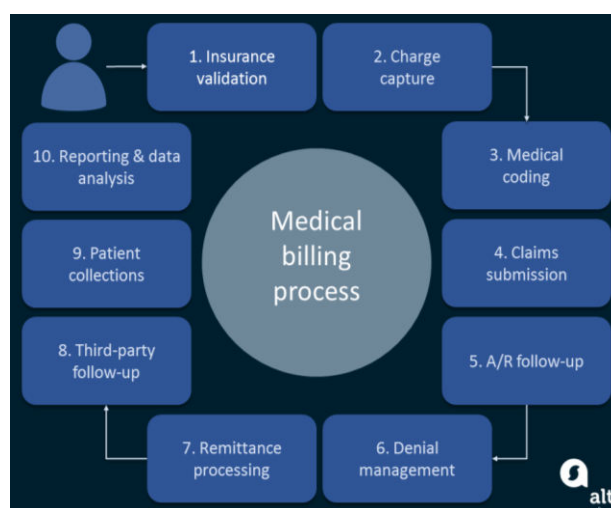 1. Insurance
validation
2. Charge
capture
3. Medical
coding
4. Claims
submission
5. A/R follow-up
6. Denial
management
7. Remittance
processing
8. Third-party
follow-up
9. Patient
collections
10. Reporting & data
analysis
Medical
billing
process